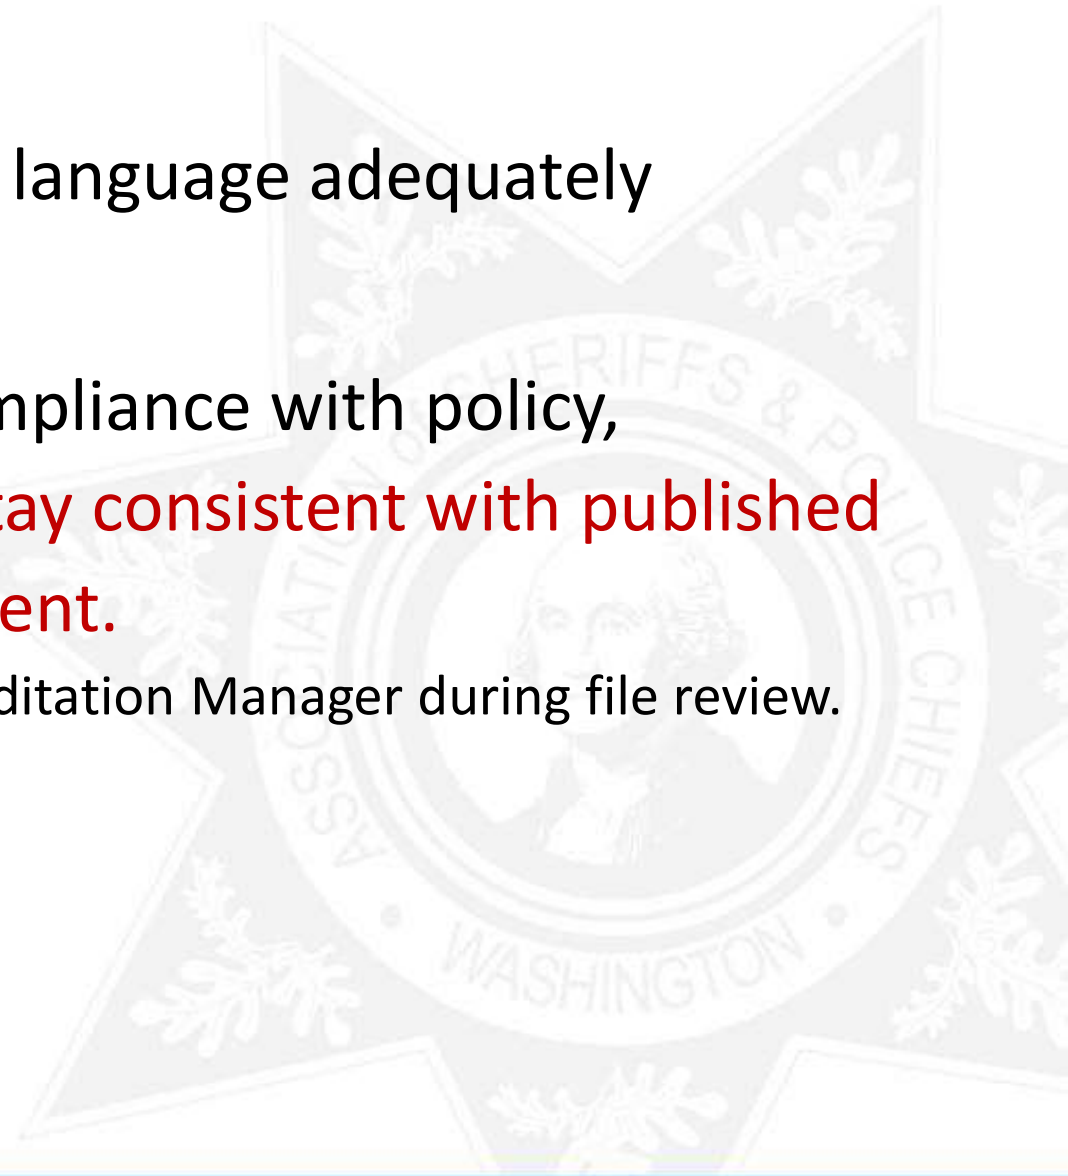 language adequately
mpliance with policy,
tay consistent with published
ent.
ditation Manager during file review.
ASSOCIATION OF SHERIFFS & POLICE CHIEFS
WASHINGTON